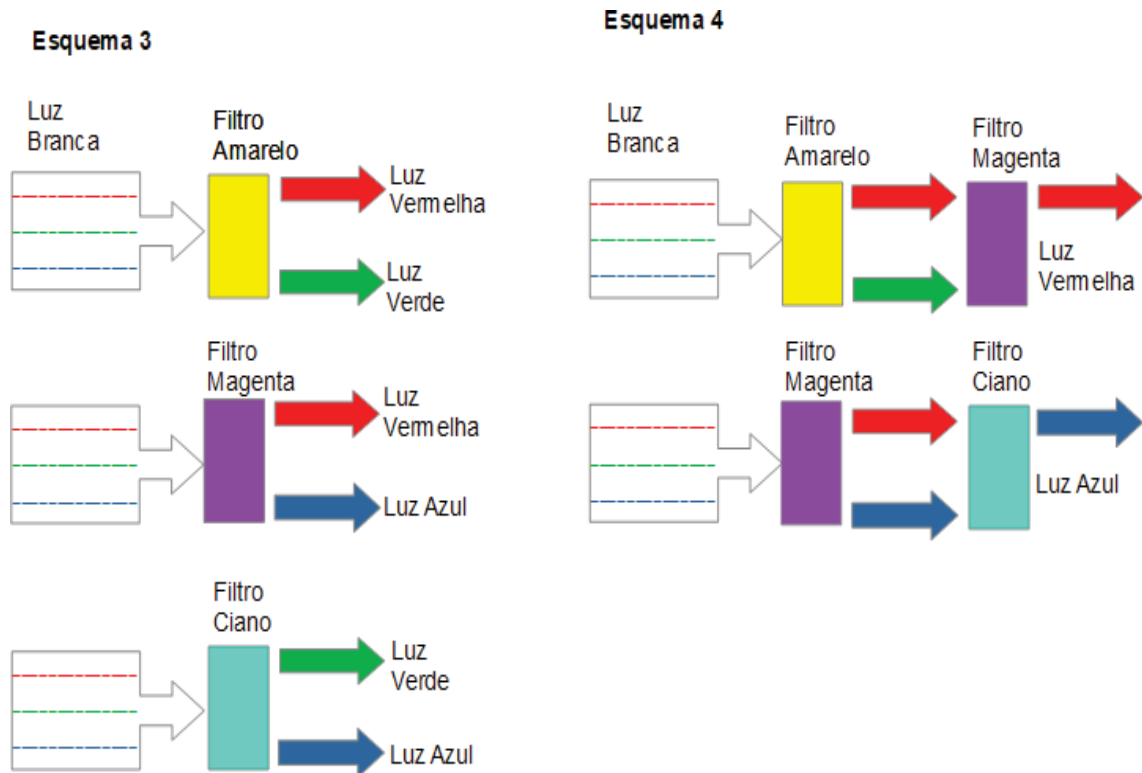 Esquema 3
Luz
Branca
Filtro
Amarelo
Luz
Vermelha
Luz
Verde
Filtro
Magenta
Luz
Vermelha
Luz Azul
Filtro
Ciano
Luz
Verde
Luz Azul
Esquema 4
Luz
Branca
Filtro
Amarelo
Filtro
Magenta
Luz
Vermelha
Filtro
Magenta
Filtro
Ciano
Luz Azul